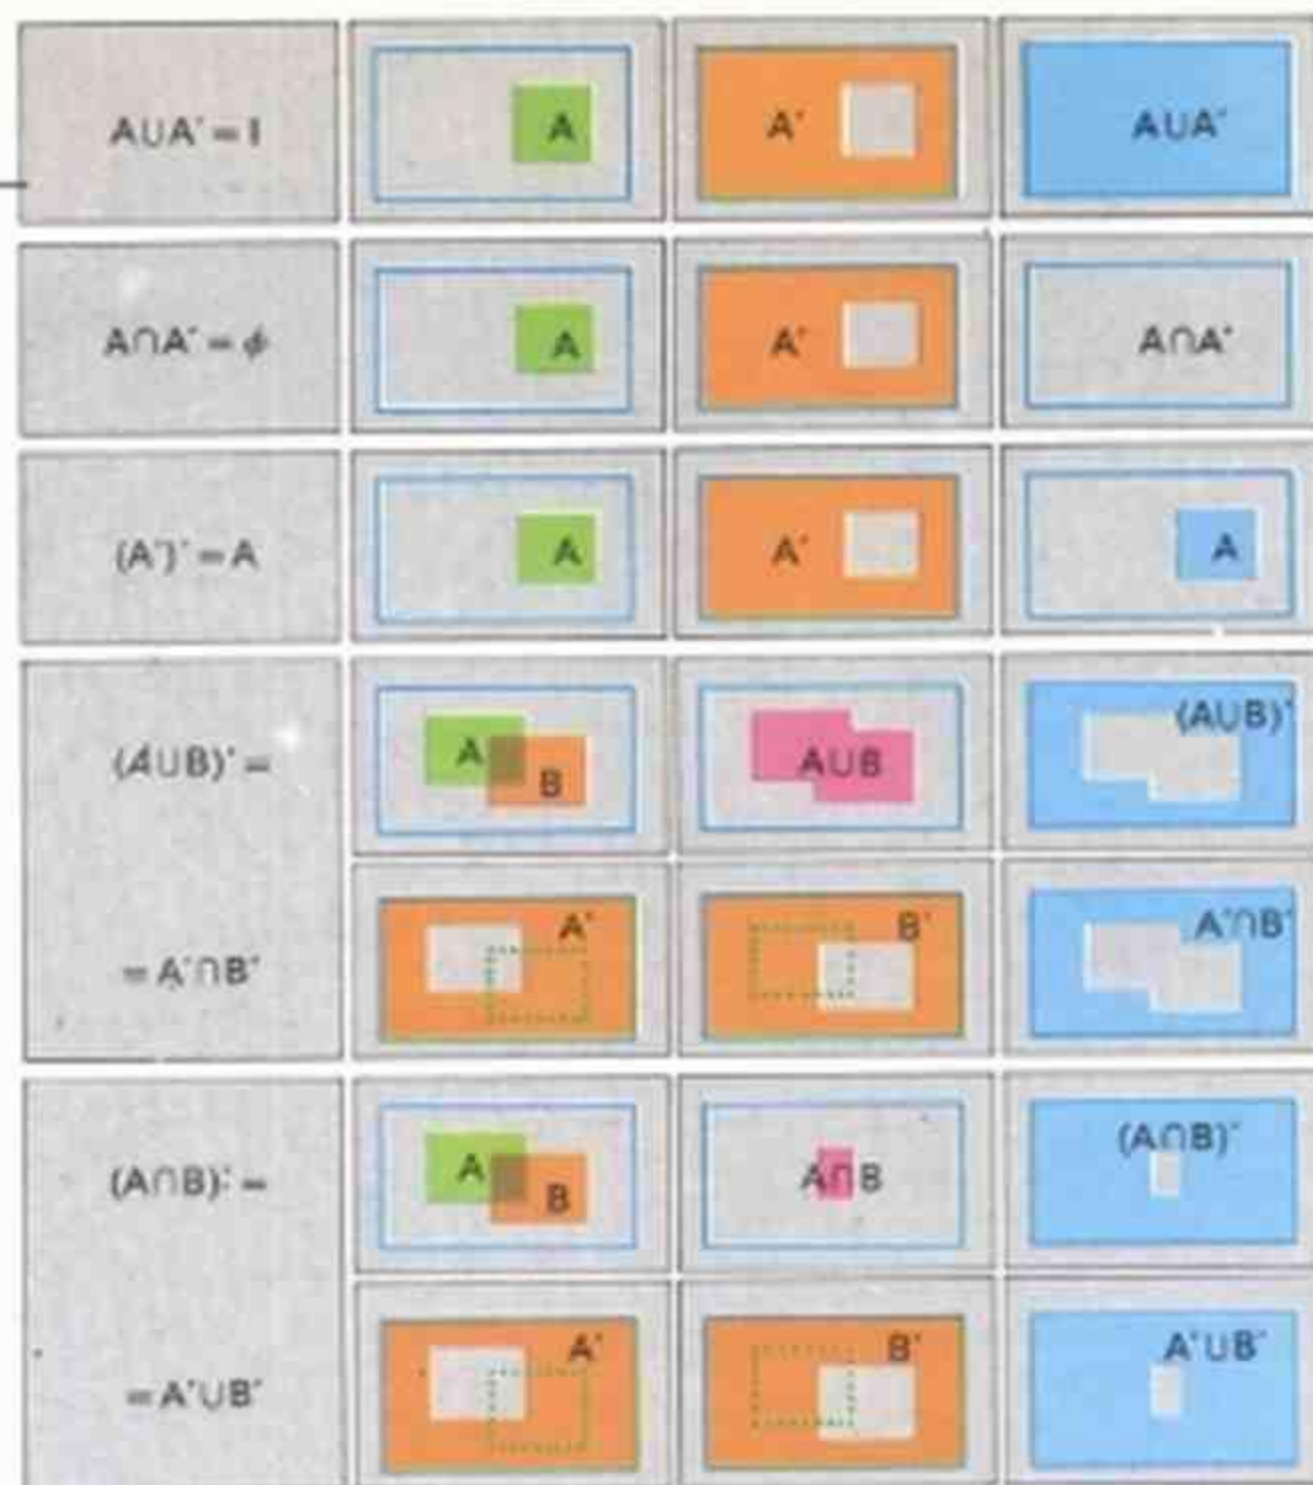 A∪A' = I
A
A'
A∪A'
A∩A' = ϕ
A
A'
A∩A'
(A')' = A
A
A'
A
(A∪B)' =
A
B
A∪B
(A∪B)'
= A'∩B'
A'
B'
A'∩B'
(A∩B)' =
A
B
A∩B
(A∩B)'
= A'∪B'
A'
B'
A'∪B'